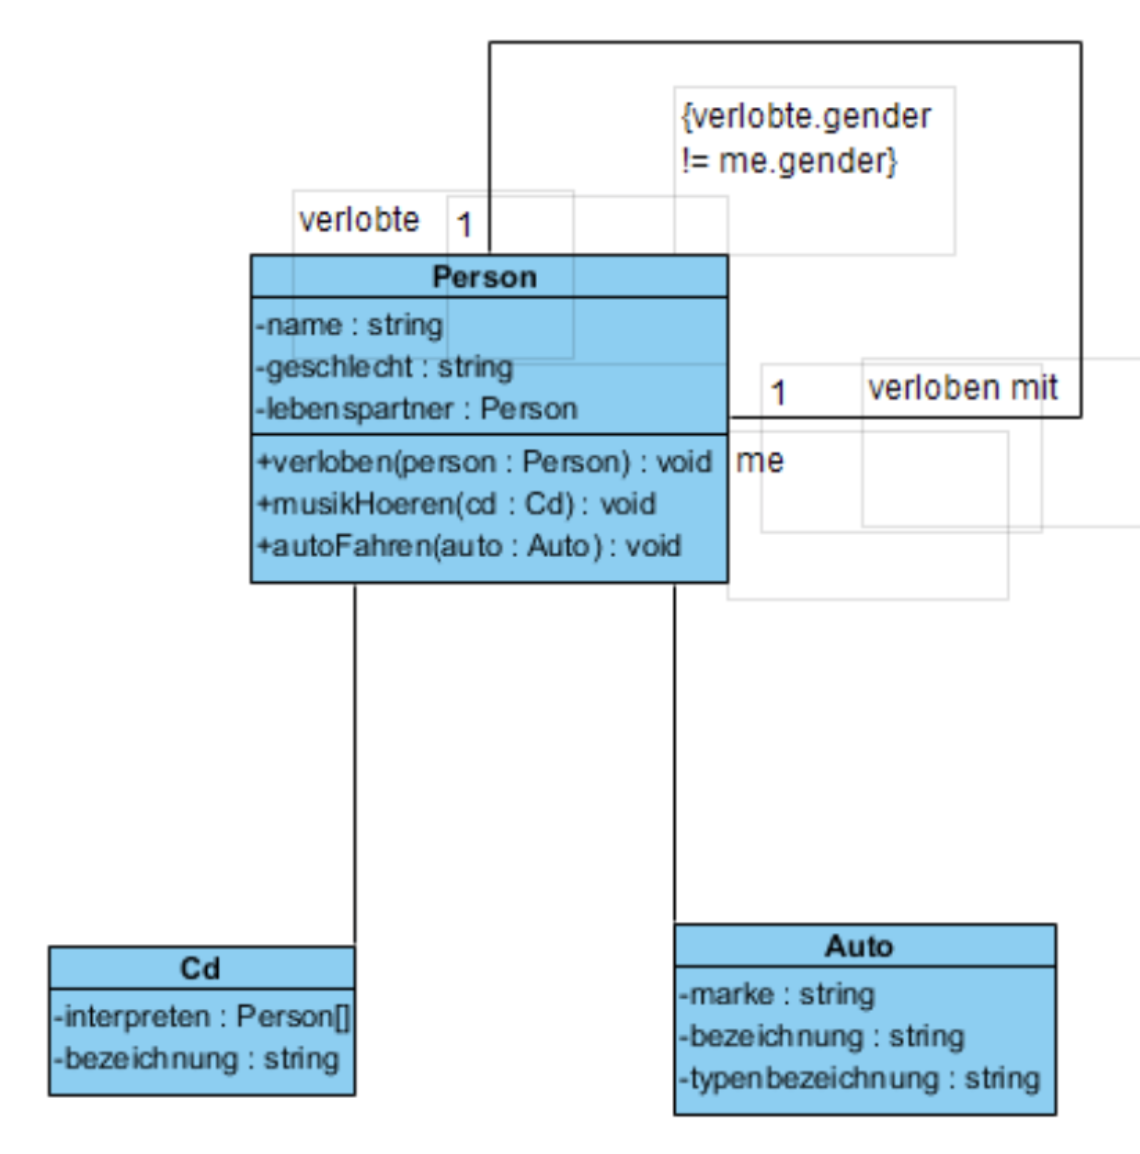 {verlobte.gender
!= me.gender}
verlobte
1
Person
-name : string
-geschlecht : string
-lebenspartner : Person
+verloben(person : Person) : void
+musikHoeren(cd : Cd) : void
+autoFahren(auto : Auto) : void
1
verloben mit
me
Cd
-interpreten : Person[]
-bezeichnung : string
Auto
-marke : string
-bezeichnung : string
-typenbezeichnung : string